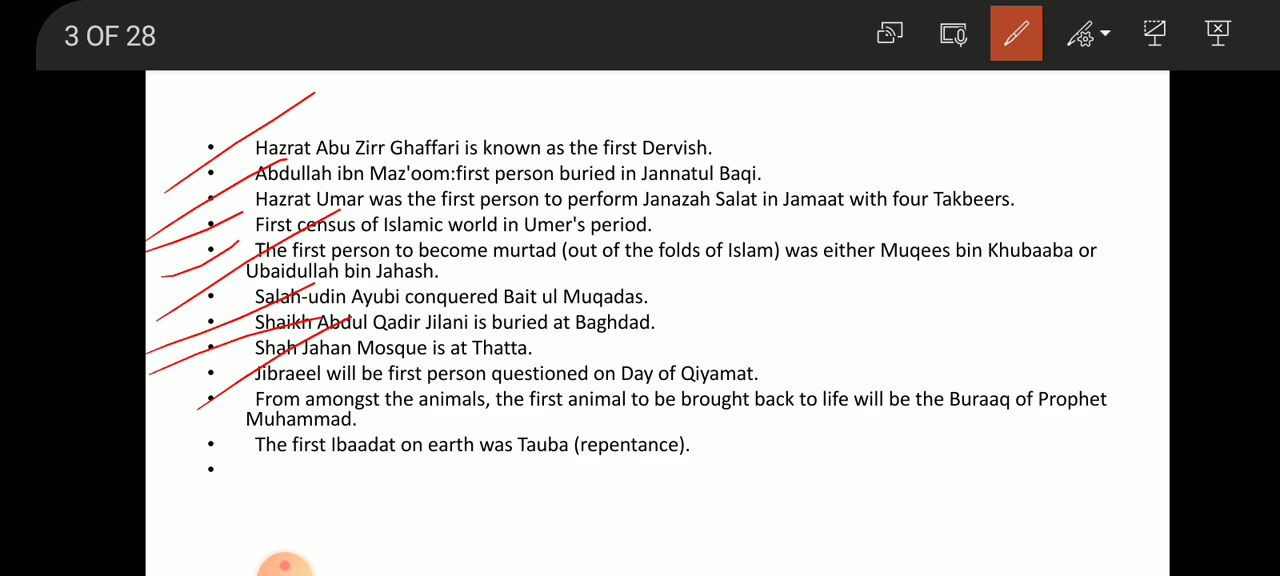 3 OF 28
• Hazrat Abu Zirr Ghaffari is known as the first Dervish.
• Abdullah ibn Maz'oom:first person buried in Jannatul Baqi.
• Hazrat Umar was the first person to perform Janazah Salat in Jamaat with four Takbeers.
• First census of Islamic world in Umer's period.
• The first person to become murtad (out of the folds of Islam) was either Muqees bin Khubaaba or
Ubaidullah bin Jahash.
• Salah-udin Ayubi conquered Bait ul Muqadas.
• Shaikh Abdul Qadir Jilani is buried at Baghdad.
• Shah Jahan Mosque is at Thatta.
• Jibraeel will be first person questioned on Day of Qiyamat.
• From amongst the animals, the first animal to be brought back to life will be the Buraaq of Prophet
Muhammad.
• The first Ibaadat on earth was Tauba (repentance).
•